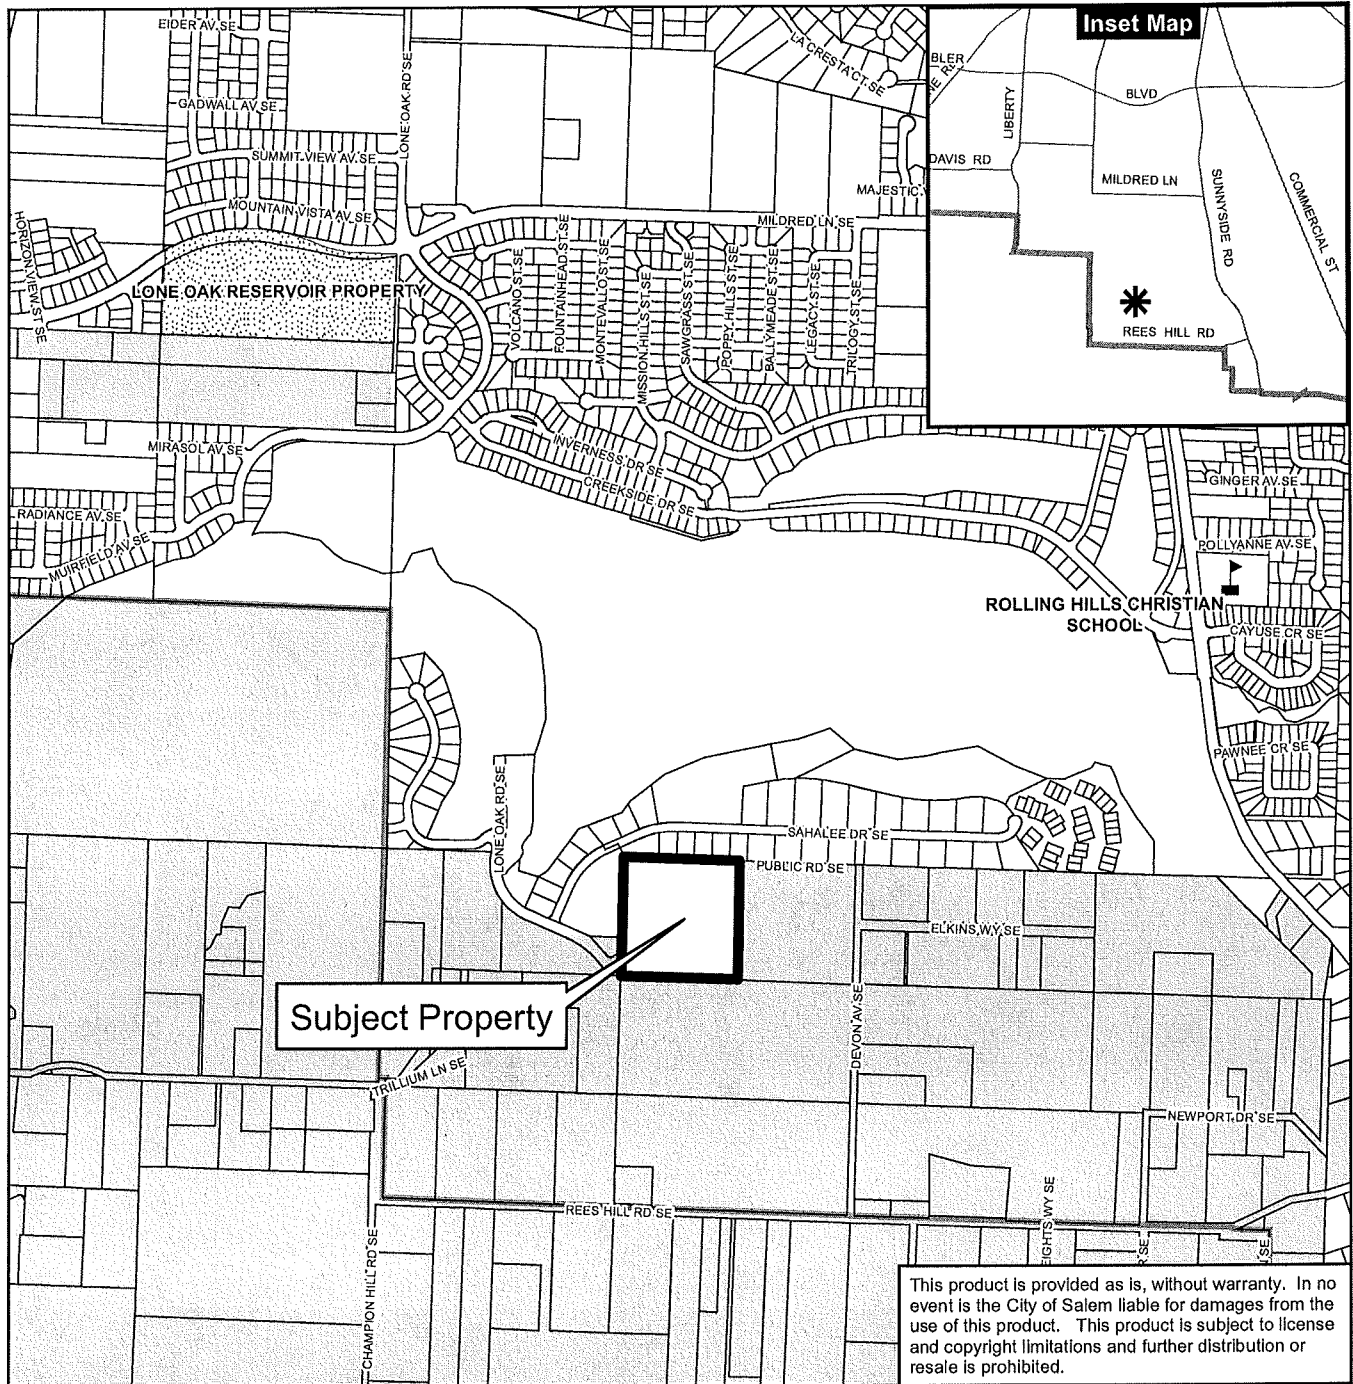 Inset Map
BLER
NE RD
BLVD
LIBERTY
DAVIS RD
MILDRED LN
SUNNYSIDE RD
COMMERCIAL ST
REES HILL RD
EIDER AV SE
LONE OAK RD SE
LA CRESTA CT SE
GADWALL AV SE
SUMMIT VIEW AV SE
MAJESTIC
HORIZON VIEW ST SE
MOUNTAIN VISTA AV SE
MILDRED LN SE
LONE OAK RESERVOIR PROPERTY
VOLCANO ST SE
FOUNTAINHEAD ST SE
MONTEVALLO ST SE
MISSION HILLS ST SE
SAWGRASS ST SE
POPPY HILLS ST SE
BALLYMEADE ST SE
LEGACY ST SE
TRILOGY ST SE
MIRASOL AV SE
INVERNESS DR SE
CREEKSIDE DR SE
SE
GINGER AV SE
RADIANCE AV SE
MUIRFIELD AV SE
POLLYANNE AV SE
ROLLING HILLS CHRISTIAN
SCHOOL
CAYUSE CR SE
PAWNEE CR SE
LONE OAK RD SE
SAHALEE DR SE
PUBLIC RD SE
ELKINS WY SE
Subject Property
DEVON AV SE
TRILLIUM LN SE
NEWPORT DR SE
REES HILL RD SE
EIGHTS WY SE
R SE
SE
CHAMPION HILL RD SE
This product is provided as is, without warranty. In no
event is the City of Salem liable for damages from the
use of this product. This product is subject to license
and copyright limitations and further distribution or
resale is prohibited.